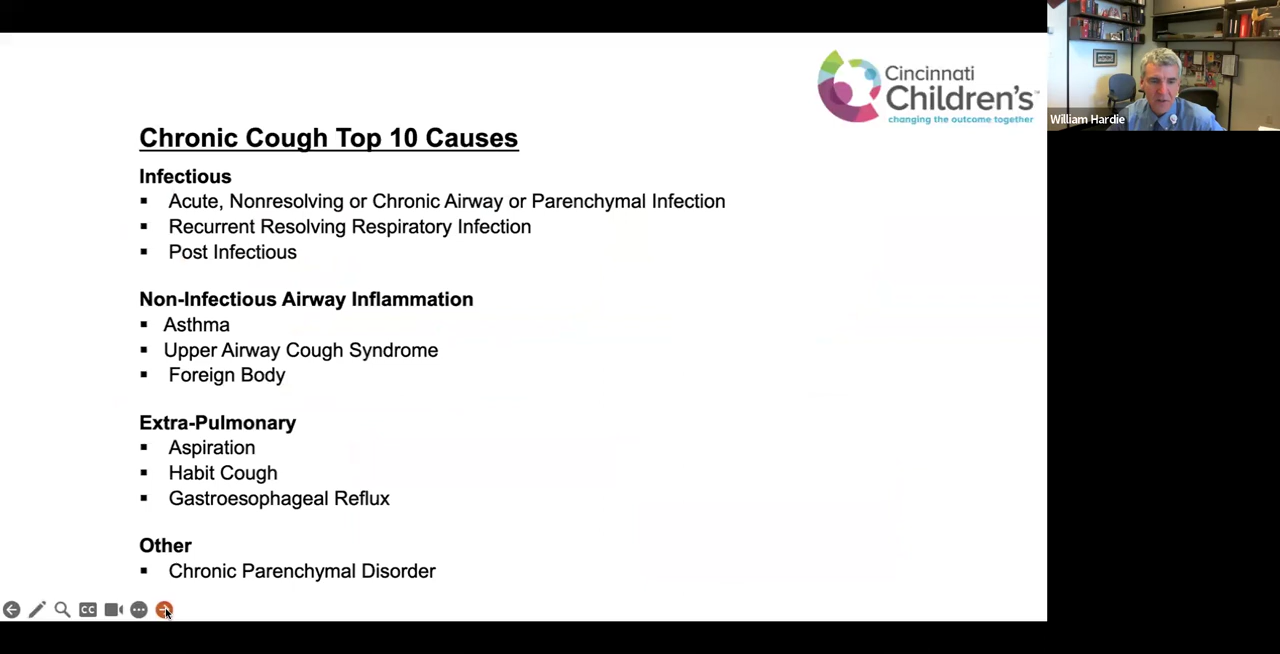 Cincinnati
Children's™
changing the outcome together
William Hardie
Chronic Cough Top 10 Causes
Infectious
▪ Acute, Nonresolving or Chronic Airway or Parenchymal Infection
▪ Recurrent Resolving Respiratory Infection
▪ Post Infectious
Non-Infectious Airway Inflammation
▪ Asthma
▪ Upper Airway Cough Syndrome
▪ Foreign Body
Extra-Pulmonary
▪ Aspiration
▪ Habit Cough
▪ Gastroesophageal Reflux
Other
▪ Chronic Parenchymal Disorder
CC